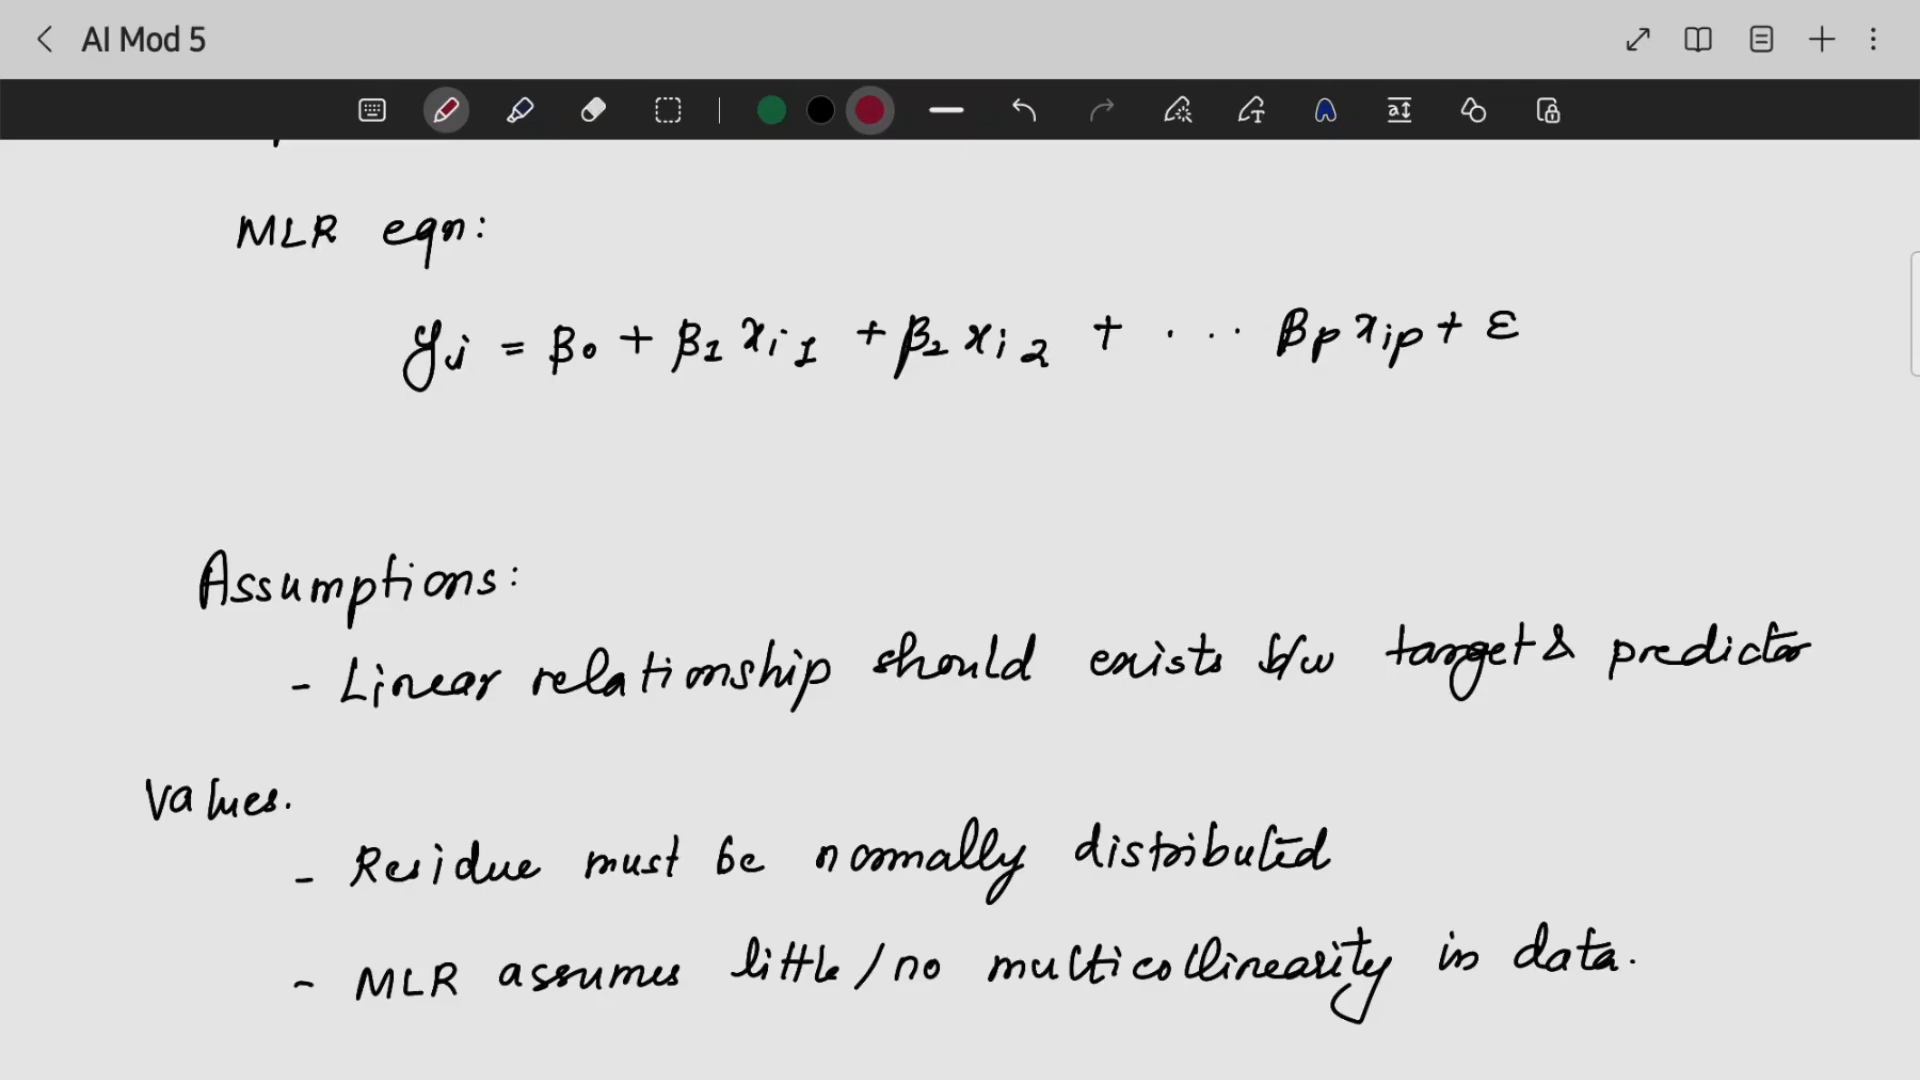 AI Mod 5
MLR eqn:
yi = β0 + β1 xi1 + β2 xi2 + ... βp xip + ε
Assumptions:
- Linear relationship should exists b/w target & predictor
values.
- Residue must be normally distributed
- MLR assumes little/no multicollinearity in data.